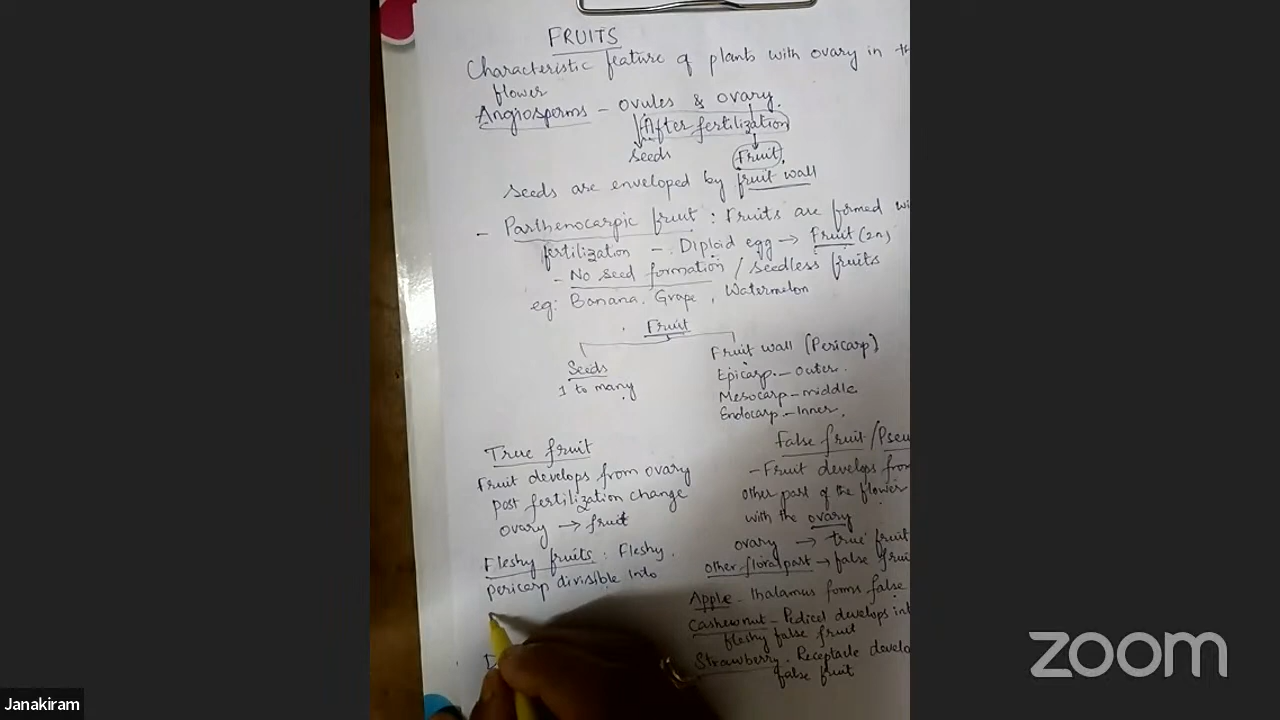 FRUITS
Characteristic feature of plants with ovary in
flower
Angiosperms - ovules & ovary.
After fertilization
seeds
Fruit.
Seeds are enveloped by fruit wall
- Parthenocarpic fruit : Fruits are formed
fertilization - Diploid egg → Fruit (2n)
- No seed formation / seedless fruits
eg: Banana, Grape, Watermelon
Fruit
Seeds
1 to many
Fruit wall (Pericarp)
Epicarp - outer.
Mesocarp - middle
Endocarp - Inner.
True fruit
Fruit develops from ovary
post fertilization change
ovary → fruit
Fleshy fruits : Fleshy.
pericarp divisible into
False fruit /
- Fruit develops from
other part of the flower
with the ovary
ovary → 'true' fruit
other floral part → false
Apple - Thalamus forms false
Cashewnut - Pedicel develops
fleshy false fruit
Strawberry. Receptacle
false fruit
zoom
Janakiram